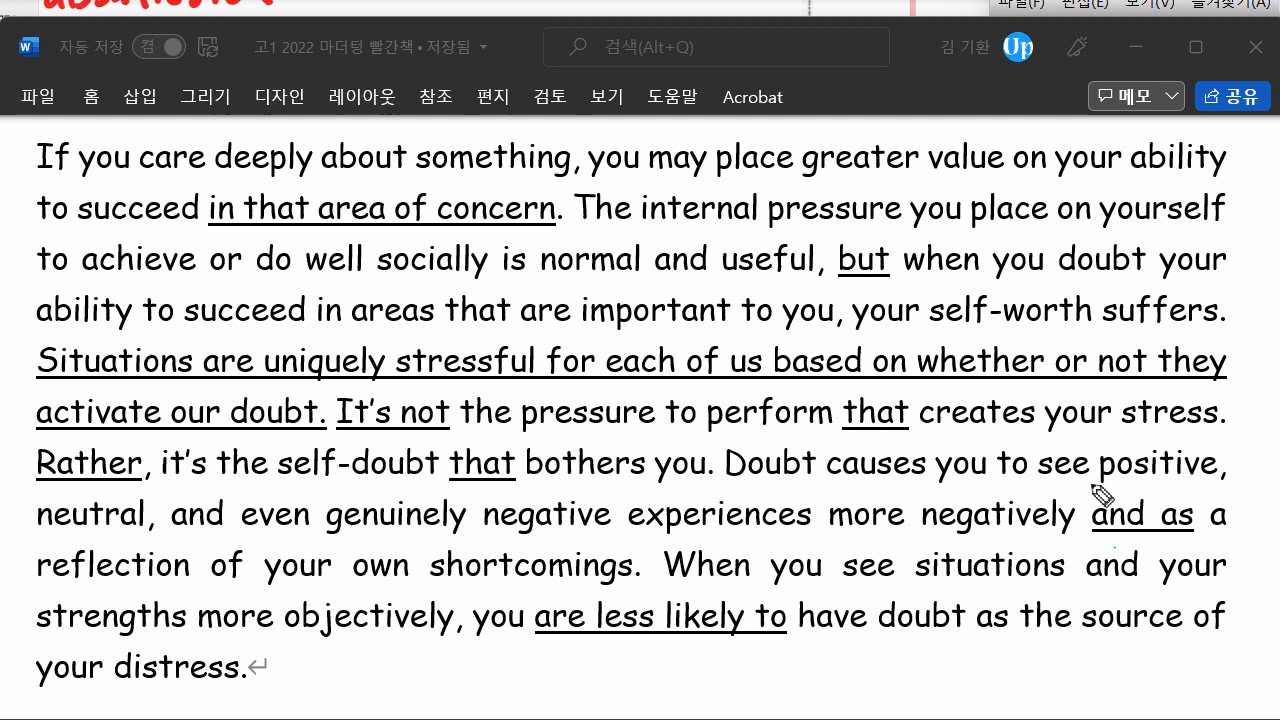 파일(F) 편집(E) 보기(V) 즐겨찾기(A)
자동 저장 켬 고1 2022 마더텅 빨간책 • 저장됨 검색(Alt+Q) 김 기환 Up
파일 홈 삽입 그리기 디자인 레이아웃 참조 편지 검토 보기 도움말 Acrobat 메모 공유
If you care deeply about something, you may place greater value on your ability
to succeed in that area of concern. The internal pressure you place on yourself
to achieve or do well socially is normal and useful, but when you doubt your
ability to succeed in areas that are important to you, your self-worth suffers.
Situations are uniquely stressful for each of us based on whether or not they
activate our doubt. It's not the pressure to perform that creates your stress.
Rather, it's the self-doubt that bothers you. Doubt causes you to see positive,
neutral, and even genuinely negative experiences more negatively and as a
reflection of your own shortcomings. When you see situations and your
strengths more objectively, you are less likely to have doubt as the source of
your distress.